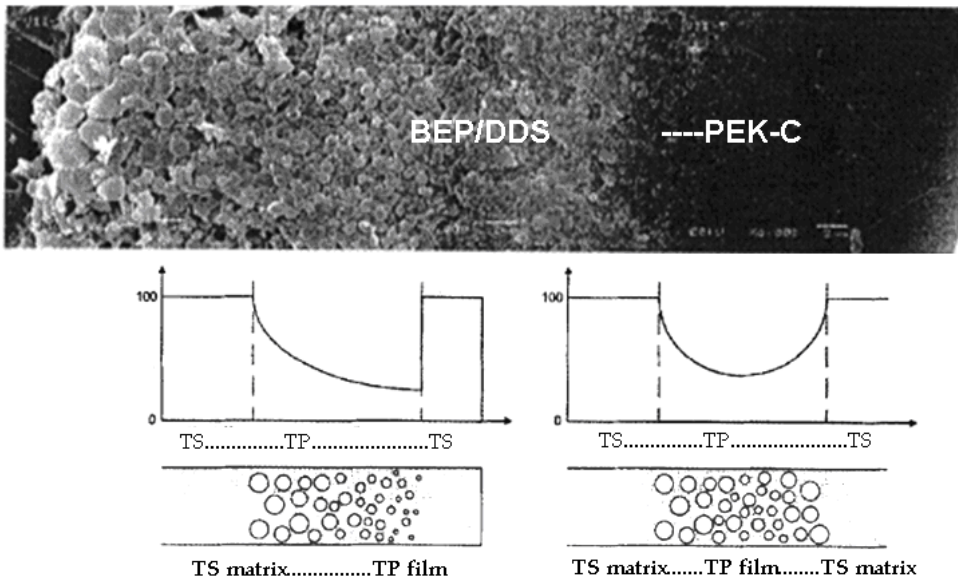 BEP/DDS ----PEK-C
100
0
TS..............TP........................TS
100
0
TS..............TP........................TS
TS matrix................TP film
TS matrix.......TP film.......TS matrix